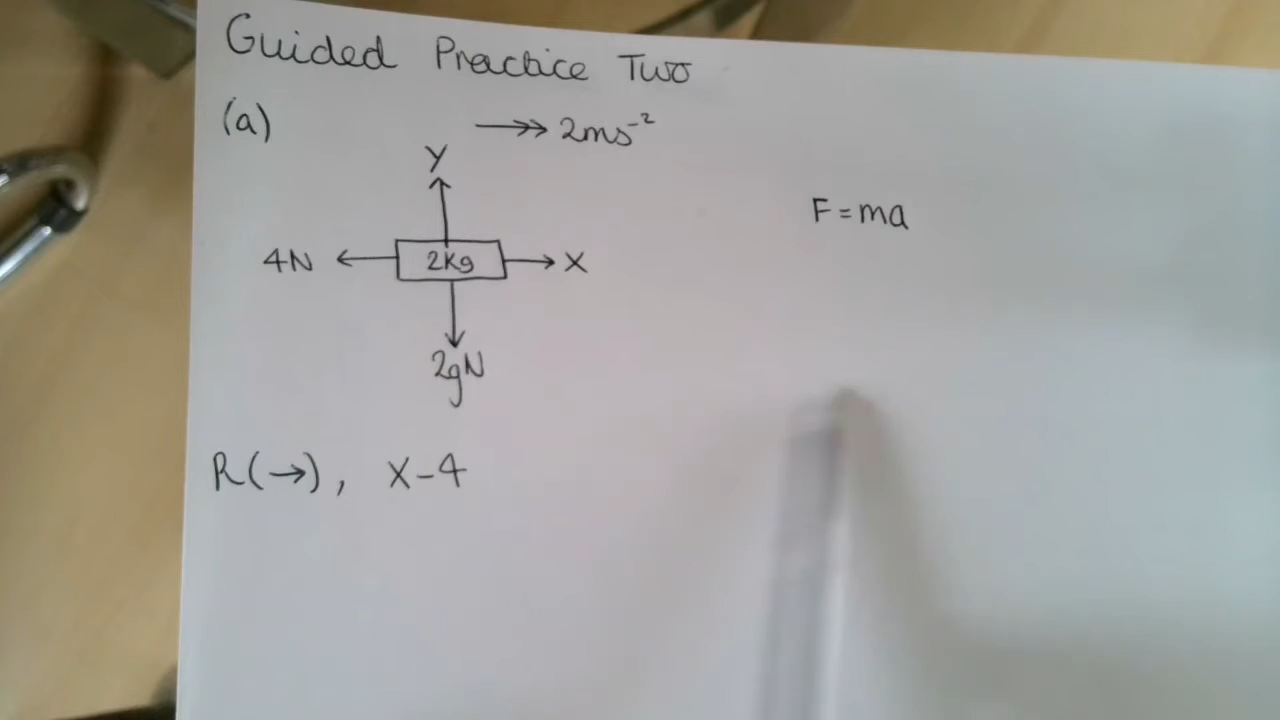 Guided Practice Two
(a) →→ 2ms⁻²
Y
F = ma
4N ← 2kg → X
2gN
R(→), X-4